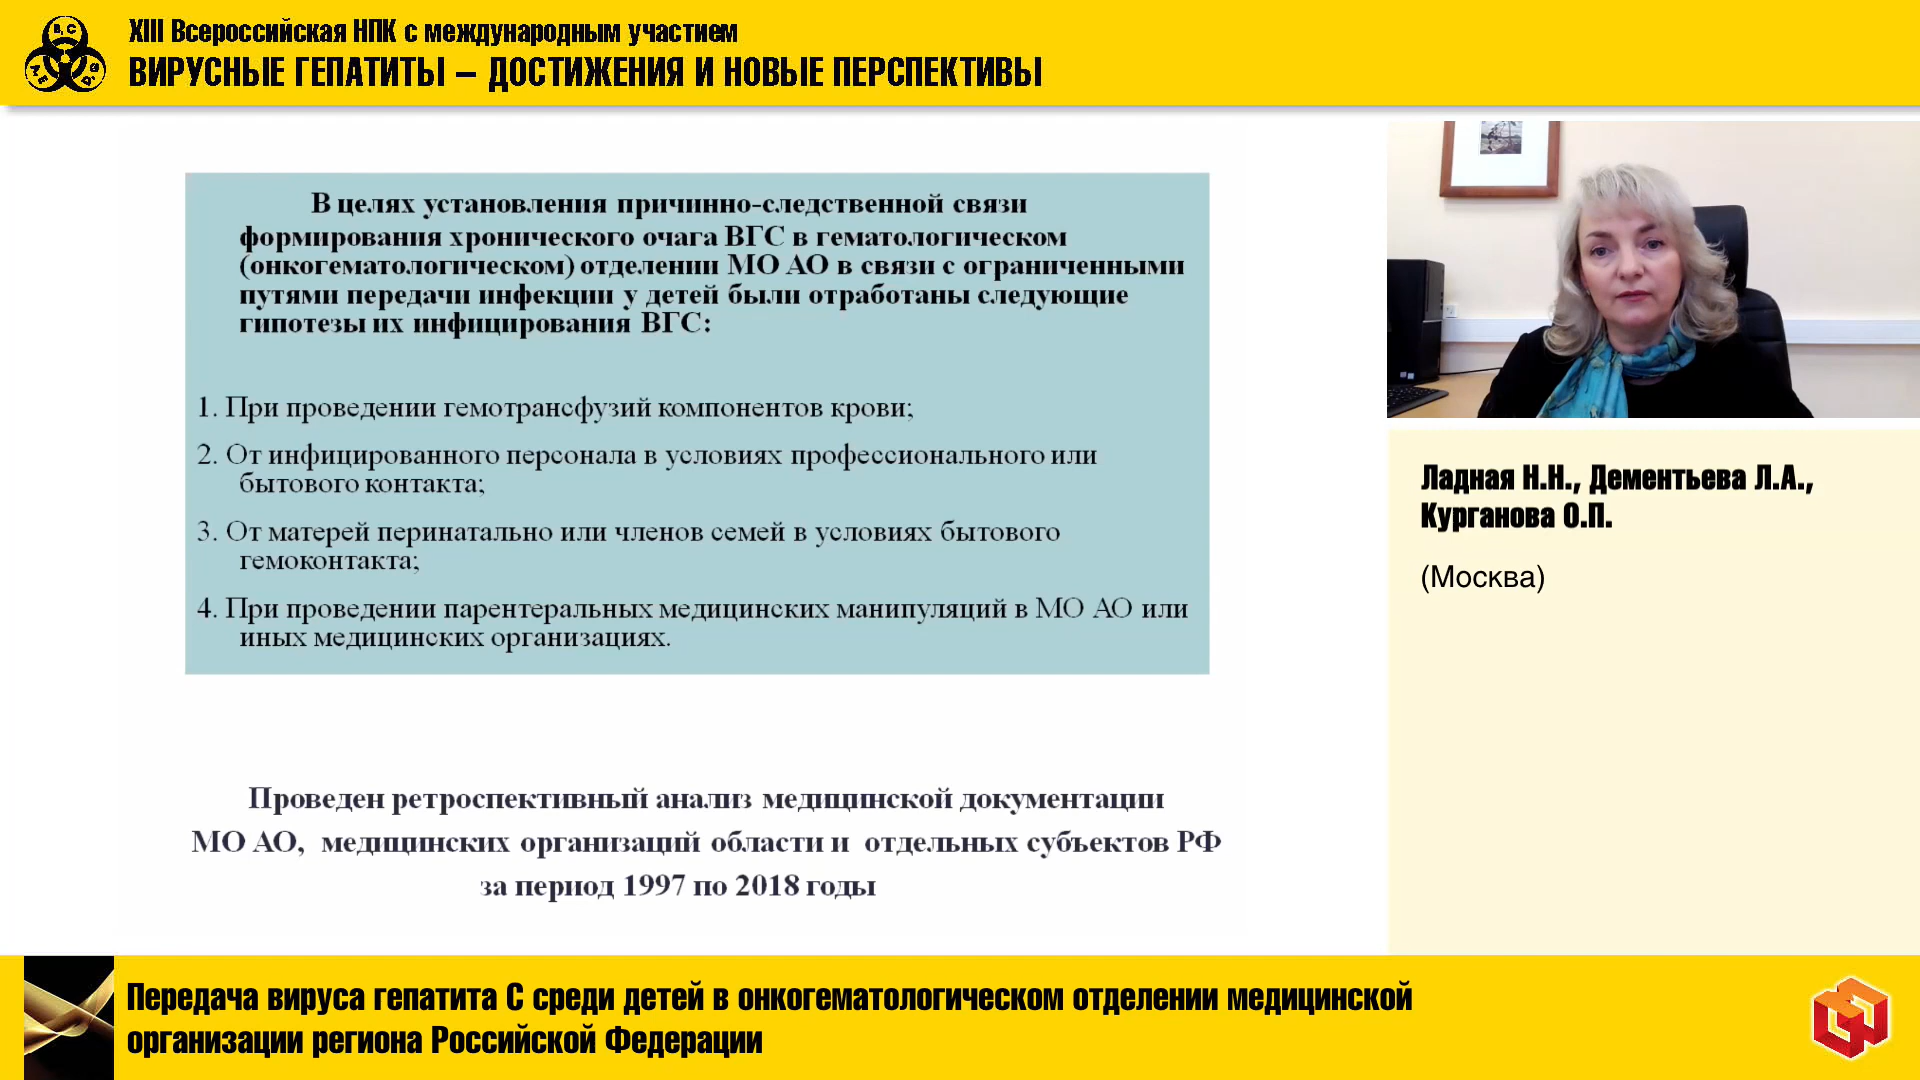 XIII Всероссийская НПК с международным участием
ВИРУСНЫЕ ГЕПАТИТЫ – ДОСТИЖЕНИЯ И НОВЫЕ ПЕРСПЕКТИВЫ
В целях установления причинно-следственной связи
формирования хронического очага ВГС в гематологическом
(онкогематологическом) отделении МО АО в связи с ограниченными
путями передачи инфекции у детей были отработаны следующие
гипотезы их инфицирования ВГС:
1. При проведении гемотрансфузий компонентов крови;
2. От инфицированного персонала в условиях профессионального или
бытового контакта;
3. От матерей перинатально или членов семей в условиях бытового
гемоконтакта;
4. При проведении парентеральных медицинских манипуляций в МО АО или
иных медицинских организациях.
Проведен ретроспективный анализ медицинской документации
МО АО, медицинских организаций области и отдельных субъектов РФ
за период 1997 по 2018 годы
Ладная Н.Н., Дементьева Л.А.,
Курганова О.П.
(Москва)
Передача вируса гепатита С среди детей в онкогематологическом отделении медицинской
организации региона Российской Федерации